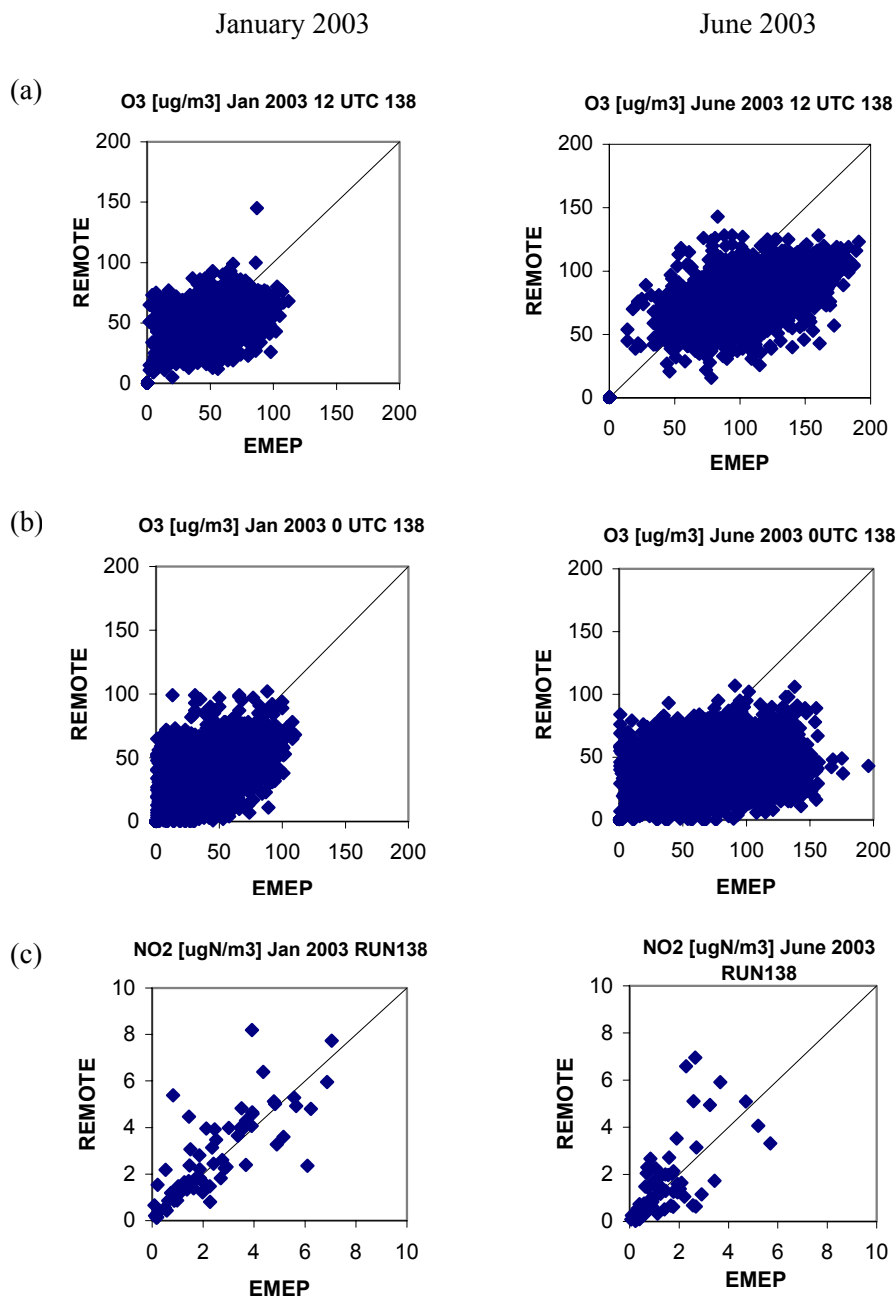 January 2003
June 2003
(a)
O3 [ug/m3] Jan 2003 12 UTC 138
200
150
100
50
0
REMOTE
0 50 100 150 200
EMEP
O3 [ug/m3] June 2003 12 UTC 138
200
150
100
50
0
REMOTE
0 50 100 150 200
EMEP
(b)
O3 [ug/m3] Jan 2003 0 UTC 138
200
150
100
50
0
REMOTE
0 50 100 150 200
EMEP
O3 [ug/m3] June 2003 0UTC 138
200
150
100
50
0
REMOTE
0 50 100 150 200
EMEP
(c)
NO2 [ugN/m3] Jan 2003 RUN138
10
8
6
4
2
0
REMOTE
0 2 4 6 8 10
EMEP
NO2 [ugN/m3] June 2003
RUN138
10
8
6
4
2
0
REMOTE
0 2 4 6 8 10
EMEP